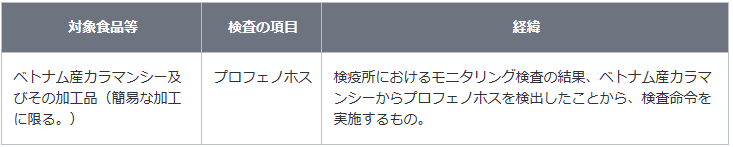 対象食品等
検査の項目
経緯
ベトナム産カラマンシー及
びその加工品（簡易な加工
に限る。）
プロフェノホス
検疫所におけるモニタリング検査の結果、ベトナム産カラマ
ンシーからプロフェノホスを検出したことから、検査命令を
実施するもの。